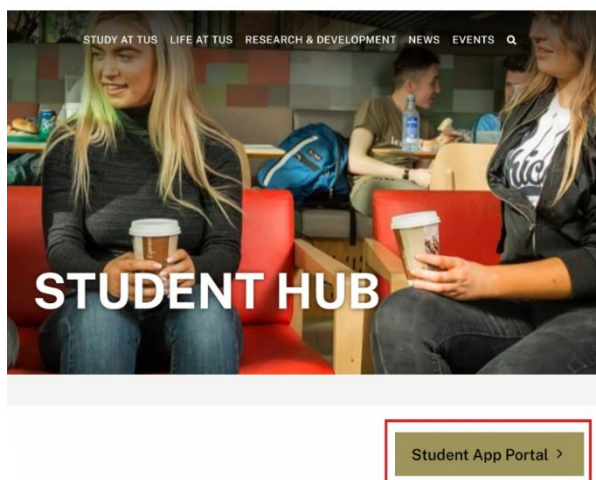 STUDY AT TUS LIFE AT TUS RESEARCH & DEVELOPMENT NEWS EVENTS
STUDENT HUB
Student App Portal >